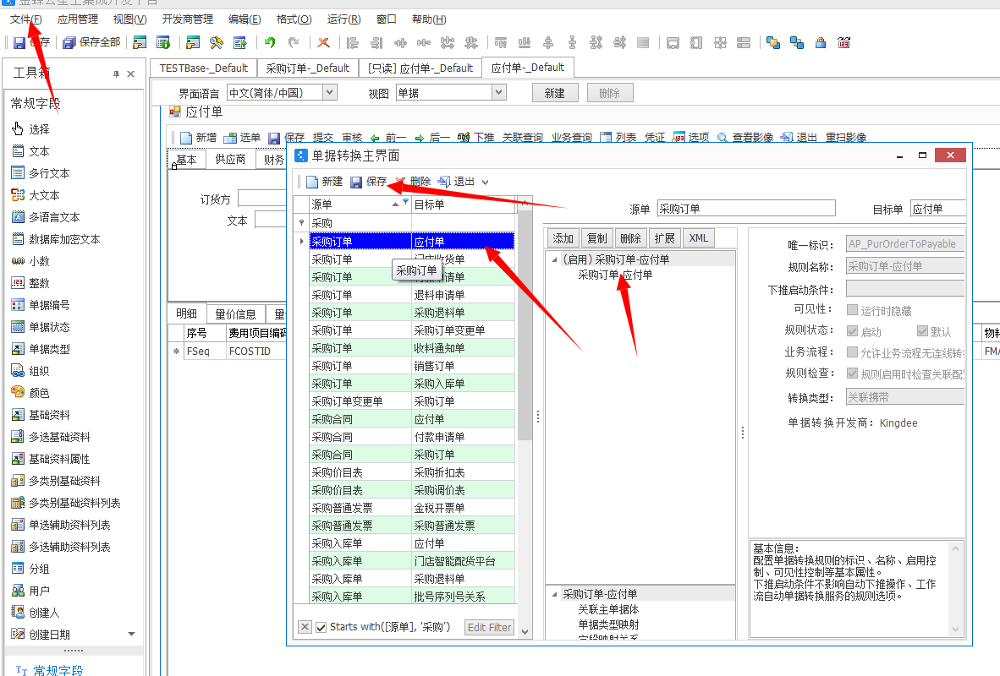 金蝶云星空集成开发平台
文件(F) 应用管理 视图(V) 开发商管理 编辑(E) 格式(O) 运行(R) 窗口 帮助(H)
保存 保存全部
工具箱
TESTBase-_Default 采购订单-_Default [只读] 应付单-_Default 应付单-_Default
常规字段
选择
文本
多行文本
大文本
多语言文本
数据库加密文本
小数
整数
单据编号
单据状态
单据类型
组织
颜色
基础资料
多选基础资料
基础资料属性
多类别基础资料
多类别基础资料列表
单选辅助资料列表
多选辅助资料列表
分组
用户
创建人
创建日期
常规字段
界面语言 中文(简体/中国) 视图 单据 新建 删除
应付单
新增 选单 保存 提交 审核 前一 后一 下推 关联查询 业务查询 列表 凭证 选项 查看影像 退出 重扫影像
基本 供应商 财务
订货方
文本
明细 量价信息 量
序号 费用项目编码 物料
FSeq FCOSTID FMA
单据转换主界面
新建 保存 删除 退出
源单 目标单
采购
采购订单 应付单
采购订单 门店收货单
采购订单 付款申请单
采购订单 退料申请单
采购订单 采购退料单
采购订单 采购订单变更单
采购订单 收料通知单
采购订单 销售订单
采购订单 采购入库单
采购订单变更单 采购订单
采购合同 应付单
采购合同 付款申请单
采购合同 采购订单
采购价目表 采购折扣表
采购价目表 采购调价表
采购普通发票 金税开票单
采购普通发票 采购普通发票
采购入库单 应付单
采购入库单 门店智能配货平台
采购入库单 采购退料单
采购入库单 批号序列号关系
采购订单
Starts with([源单], '采购') Edit Filter
源单 采购订单 目标单 应付单
添加 复制 删除 扩展 XML
(启用) 采购订单-应付单
采购订单-应付单
采购订单-应付单
关联主单据体
单据类型映射
字段映射关系
唯一标识: AP_PurOrderToPayable
规则名称: 采购订单-应付单
下推启动条件:
可见性: 运行时隐藏
规则状态: 启动 默认
业务流程: 允许业务流程无连线转
规则检查: 规则启用时检查关联配
转换类型: 关联携带
单据转换开发商: Kingdee
基本信息:
配置单据转换规则的标识、名称、启用控
制、可见性控制等基本属性。
下推启动条件不影响自动下推操作、工作
流自动单据转换服务的规则选项。